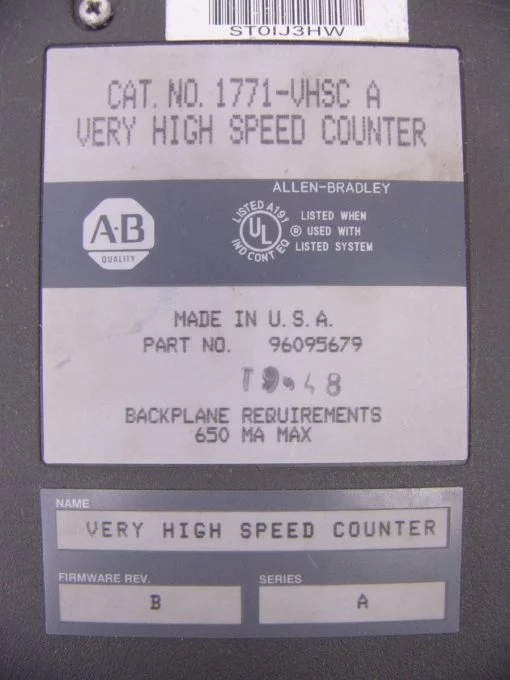 ST0IJ3HW
CAT. NO. 1771-VHSC A
VERY HIGH SPEED COUNTER
ALLEN-BRADLEY
A-B
QUALITY
LISTED A191
UL
IND CONT EQ
®
LISTED WHEN
USED WITH
LISTED SYSTEM
MADE IN U.S.A.
PART NO. 96095679
48
BACKPLANE REQUIREMENTS
650 MA MAX
NAME
VERY HIGH SPEED COUNTER
FIRMWARE REV.
SERIES
B
A